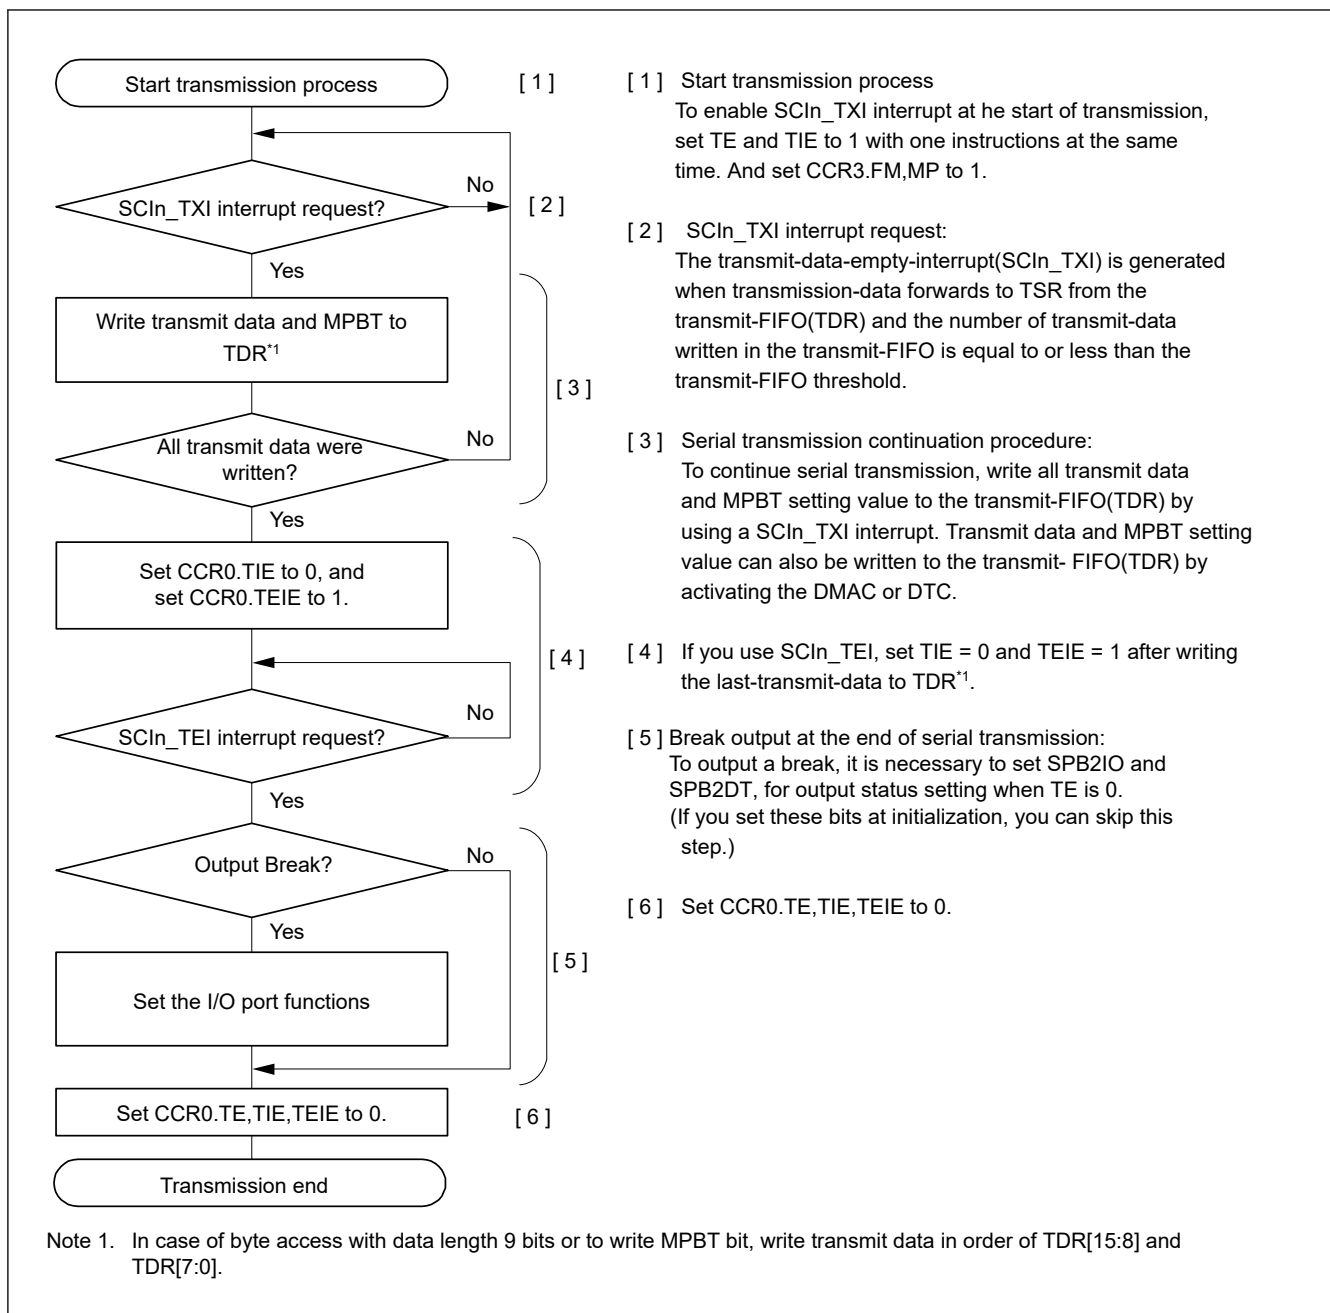 Start transmission process
[ 1 ]
SCIn_TXI interrupt request?
No
[ 2 ]
Yes
Write transmit data and MPBT to
TDR*1
[ 3 ]
All transmit data were
written?
No
Yes
Set CCR0.TIE to 0, and
set CCR0.TEIE to 1.
[ 4 ]
SCIn_TEI interrupt request?
No
Yes
Output Break?
No
Yes
[ 5 ]
Set the I/O port functions
Set CCR0.TE,TIE,TEIE to 0.
[ 6 ]
Transmission end
[ 1 ] Start transmission process
To enable SCIn_TXI interrupt at he start of transmission,
set TE and TIE to 1 with one instructions at the same
time. And set CCR3.FM,MP to 1.
[ 2 ] SCIn_TXI interrupt request:
The transmit-data-empty-interrupt(SCIn_TXI) is generated
when transmission-data forwards to TSR from the
transmit-FIFO(TDR) and the number of transmit-data
written in the transmit-FIFO is equal to or less than the
transmit-FIFO threshold.
[ 3 ] Serial transmission continuation procedure:
To continue serial transmission, write all transmit data
and MPBT setting value to the transmit-FIFO(TDR) by
using a SCIn_TXI interrupt. Transmit data and MPBT setting
value can also be written to the transmit- FIFO(TDR) by
activating the DMAC or DTC.
[ 4 ] If you use SCIn_TEI, set TIE = 0 and TEIE = 1 after writing
the last-transmit-data to TDR*1.
[ 5 ] Break output at the end of serial transmission:
To output a break, it is necessary to set SPB2IO and
SPB2DT, for output status setting when TE is 0.
(If you set these bits at initialization, you can skip this
step.)
[ 6 ] Set CCR0.TE,TIE,TEIE to 0.
Note 1. In case of byte access with data length 9 bits or to write MPBT bit, write transmit data in order of TDR[15:8] and
TDR[7:0].